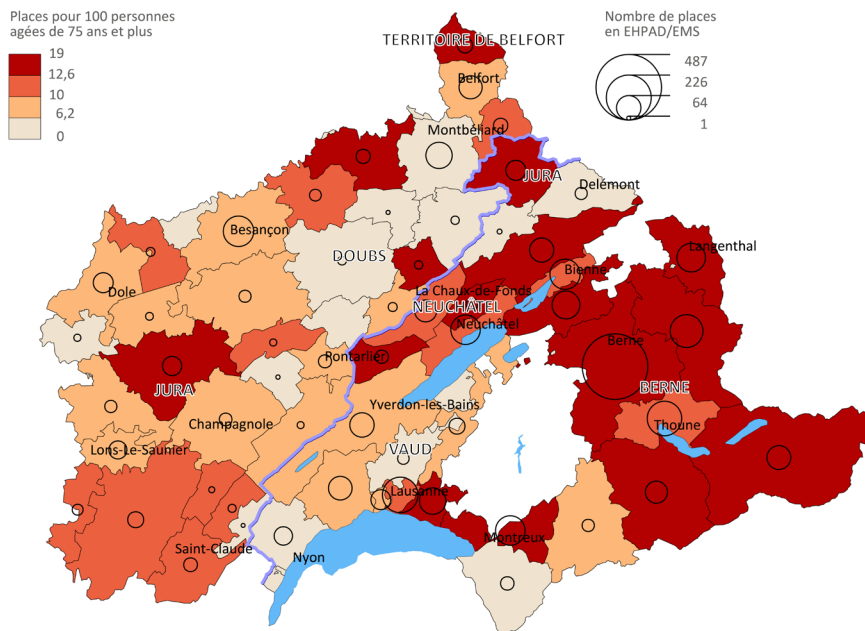 Places pour 100 personnes
agées de 75 ans et plus
19
12,6
10
6,2
0
Nombre de places
en EHPAD/EMS
487
226
64
1
TERRITOIRE DE BELFORT
Belfort
Montbéliard
JURA
Delémont
Besançon
DOUBS
Langenthal
Bienne
Dole
La Chaux-de-Fonds
NEUCHÂTEL
Neuchâtel
Berne
Pontarlier
JURA
BERNE
Yverdon-les-Bains
Champagnole
Thoune
Lons-Le-Saunier
VAUD
Lausanne
Montreux
Saint-Claude
Nyon